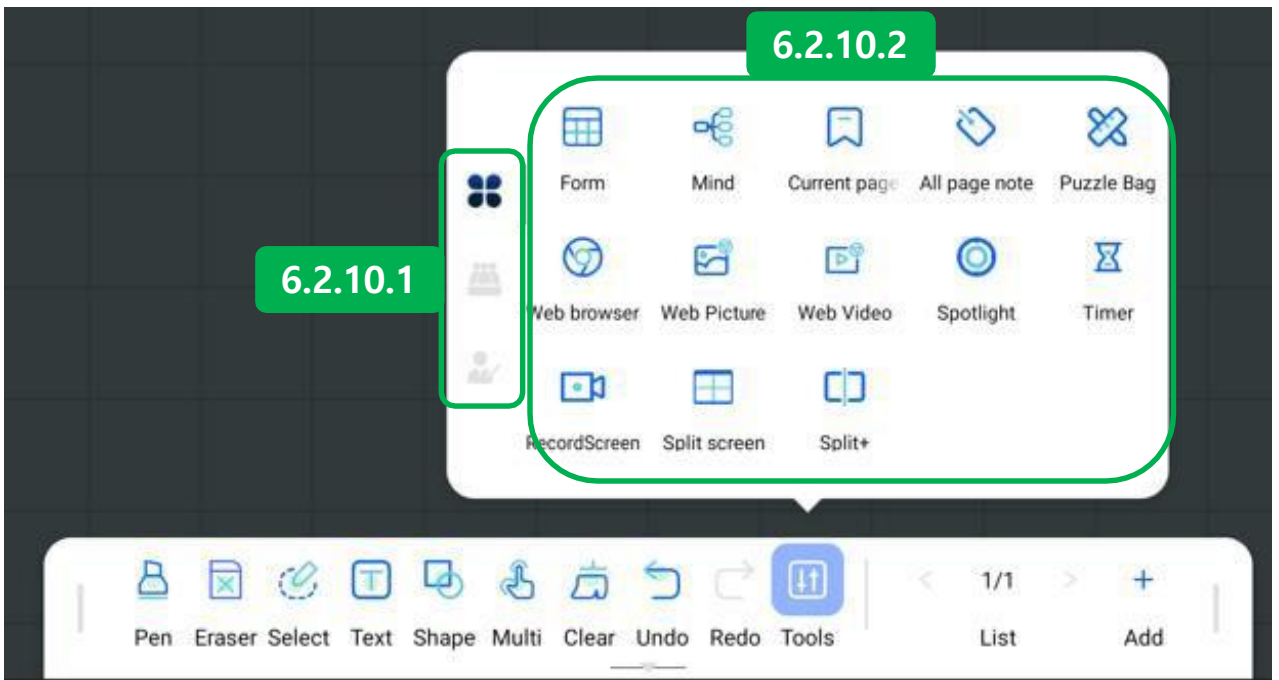 6.2.10.2
Form Mind Current page All page note Puzzle Bag
6.2.10.1
Web browser Web Picture Web Video Spotlight Timer
RecordScreen Split screen Split+
1/1
Pen Eraser Select Text Shape Multi Clear Undo Redo Tools List Add